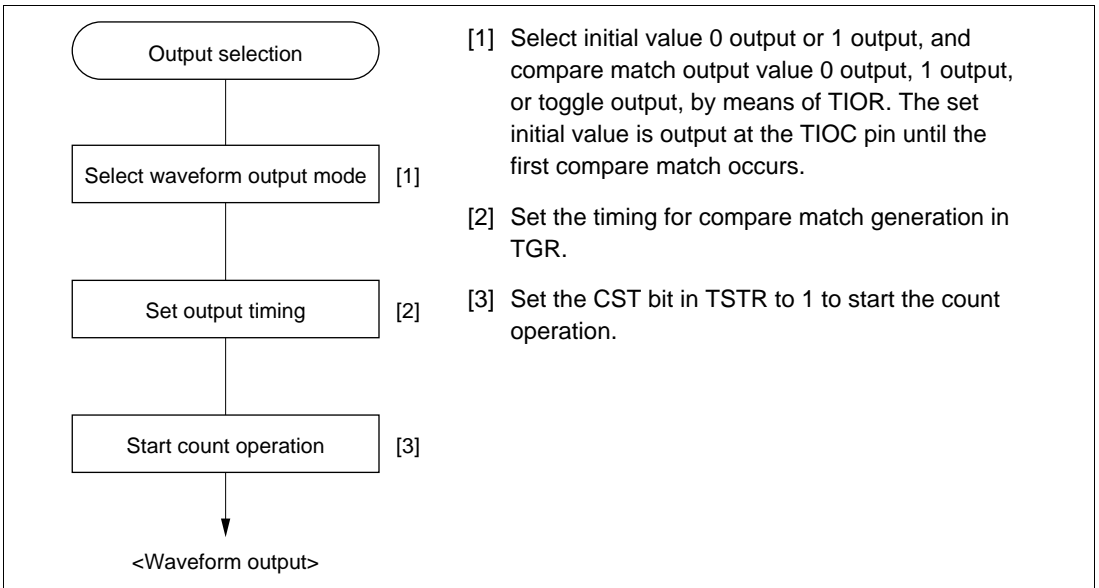 Output selection
Select waveform output mode [1]
Set output timing [2]
Start count operation [3]
<Waveform output>
[1] Select initial value 0 output or 1 output, and
compare match output value 0 output, 1 output,
or toggle output, by means of TIOR. The set
initial value is output at the TIOC pin until the
first compare match occurs.
[2] Set the timing for compare match generation in
TGR.
[3] Set the CST bit in TSTR to 1 to start the count
operation.